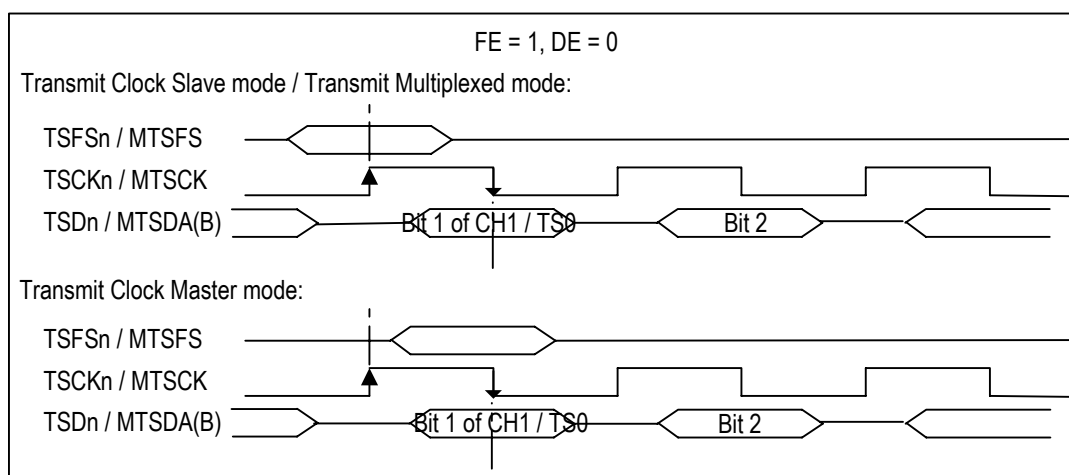 FE = 1, DE = 0
Transmit Clock Slave mode / Transmit Multiplexed mode:
TSFSn / MTSFS
TSCKn / MTSCK
TSDn / MTSDA(B)
Bit 1 of CH1 / TS0
Bit 2
Transmit Clock Master mode:
TSFSn / MTSFS
TSCKn / MTSCK
TSDn / MTSDA(B)
Bit 1 of CH1 / TS0
Bit 2